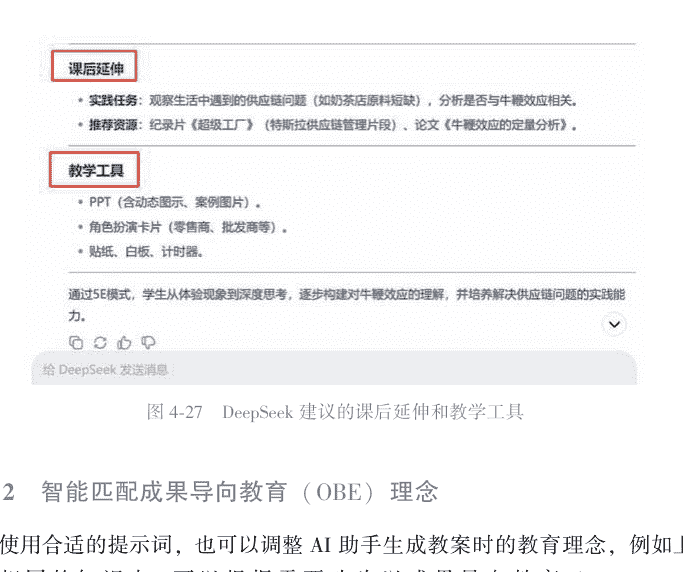 课后延伸
• 实践任务：观察生活中遇到的供应链问题（如奶茶店原料短缺），分析是否与牛鞭效应相关。
• 推荐资源：纪录片《超级工厂》（特斯拉供应链管理片段）、论文《牛鞭效应的定量分析》。
教学工具
• PPT（含动态图示、案例图片）。
• 角色扮演卡片（零售商、批发商等）。
• 贴纸、白板、计时器。
通过5E模式，学生从体验现象到深度思考，逐步构建对牛鞭效应的理解，并培养解决供应链问题的实践能
力。
给 DeepSeek 发送消息
图 4-27 DeepSeek 建议的课后延伸和教学工具
2 智能匹配成果导向教育（OBE）理念
使用合适的提示词，也可以调整 AI 助手生成教案时的教育理念，例如上